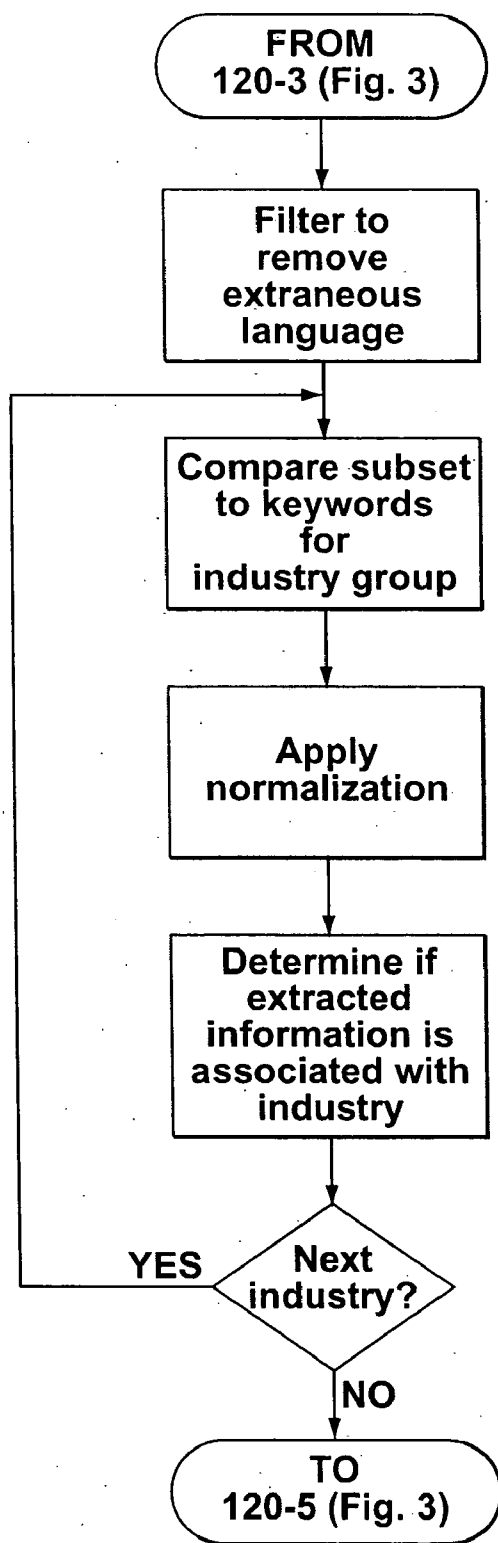 FROM
120-3 (Fig. 3)
Filter to
remove
extraneous
language
Compare subset
to keywords
for
industry group
Apply
normalization
Determine if
extracted
information is
associated with
industry
Next
industry?
YES
NO
TO
120-5 (Fig. 3)